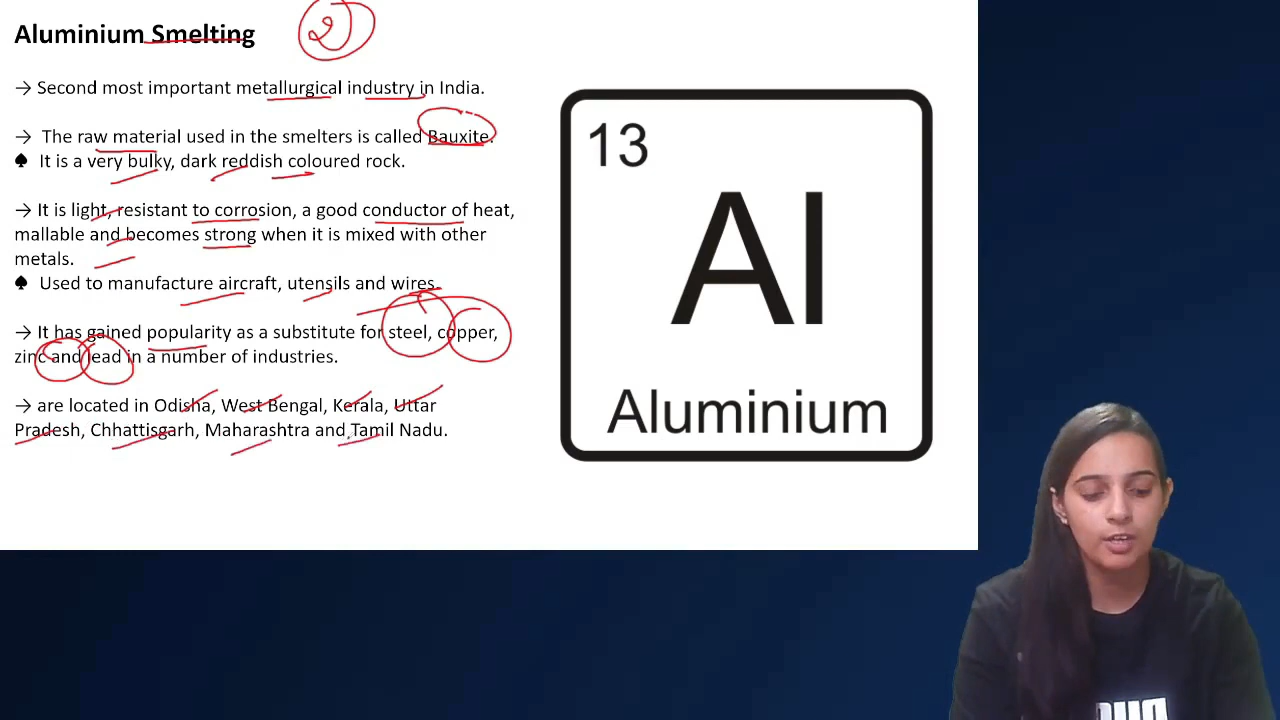 Aluminium Smelting
2
→ Second most important metallurgical industry in India.
→ The raw material used in the smelters is called Bauxite.
♠ It is a very bulky, dark reddish coloured rock.
→ It is light, resistant to corrosion, a good conductor of heat,
mallable and becomes strong when it is mixed with other
metals.
♠ Used to manufacture aircraft, utensils and wires.
→ It has gained popularity as a substitute for steel, copper,
zinc and lead in a number of industries.
→ are located in Odisha, West Bengal, Kerala, Uttar
Pradesh, Chhattisgarh, Maharashtra and Tamil Nadu.
13
Al
Aluminium